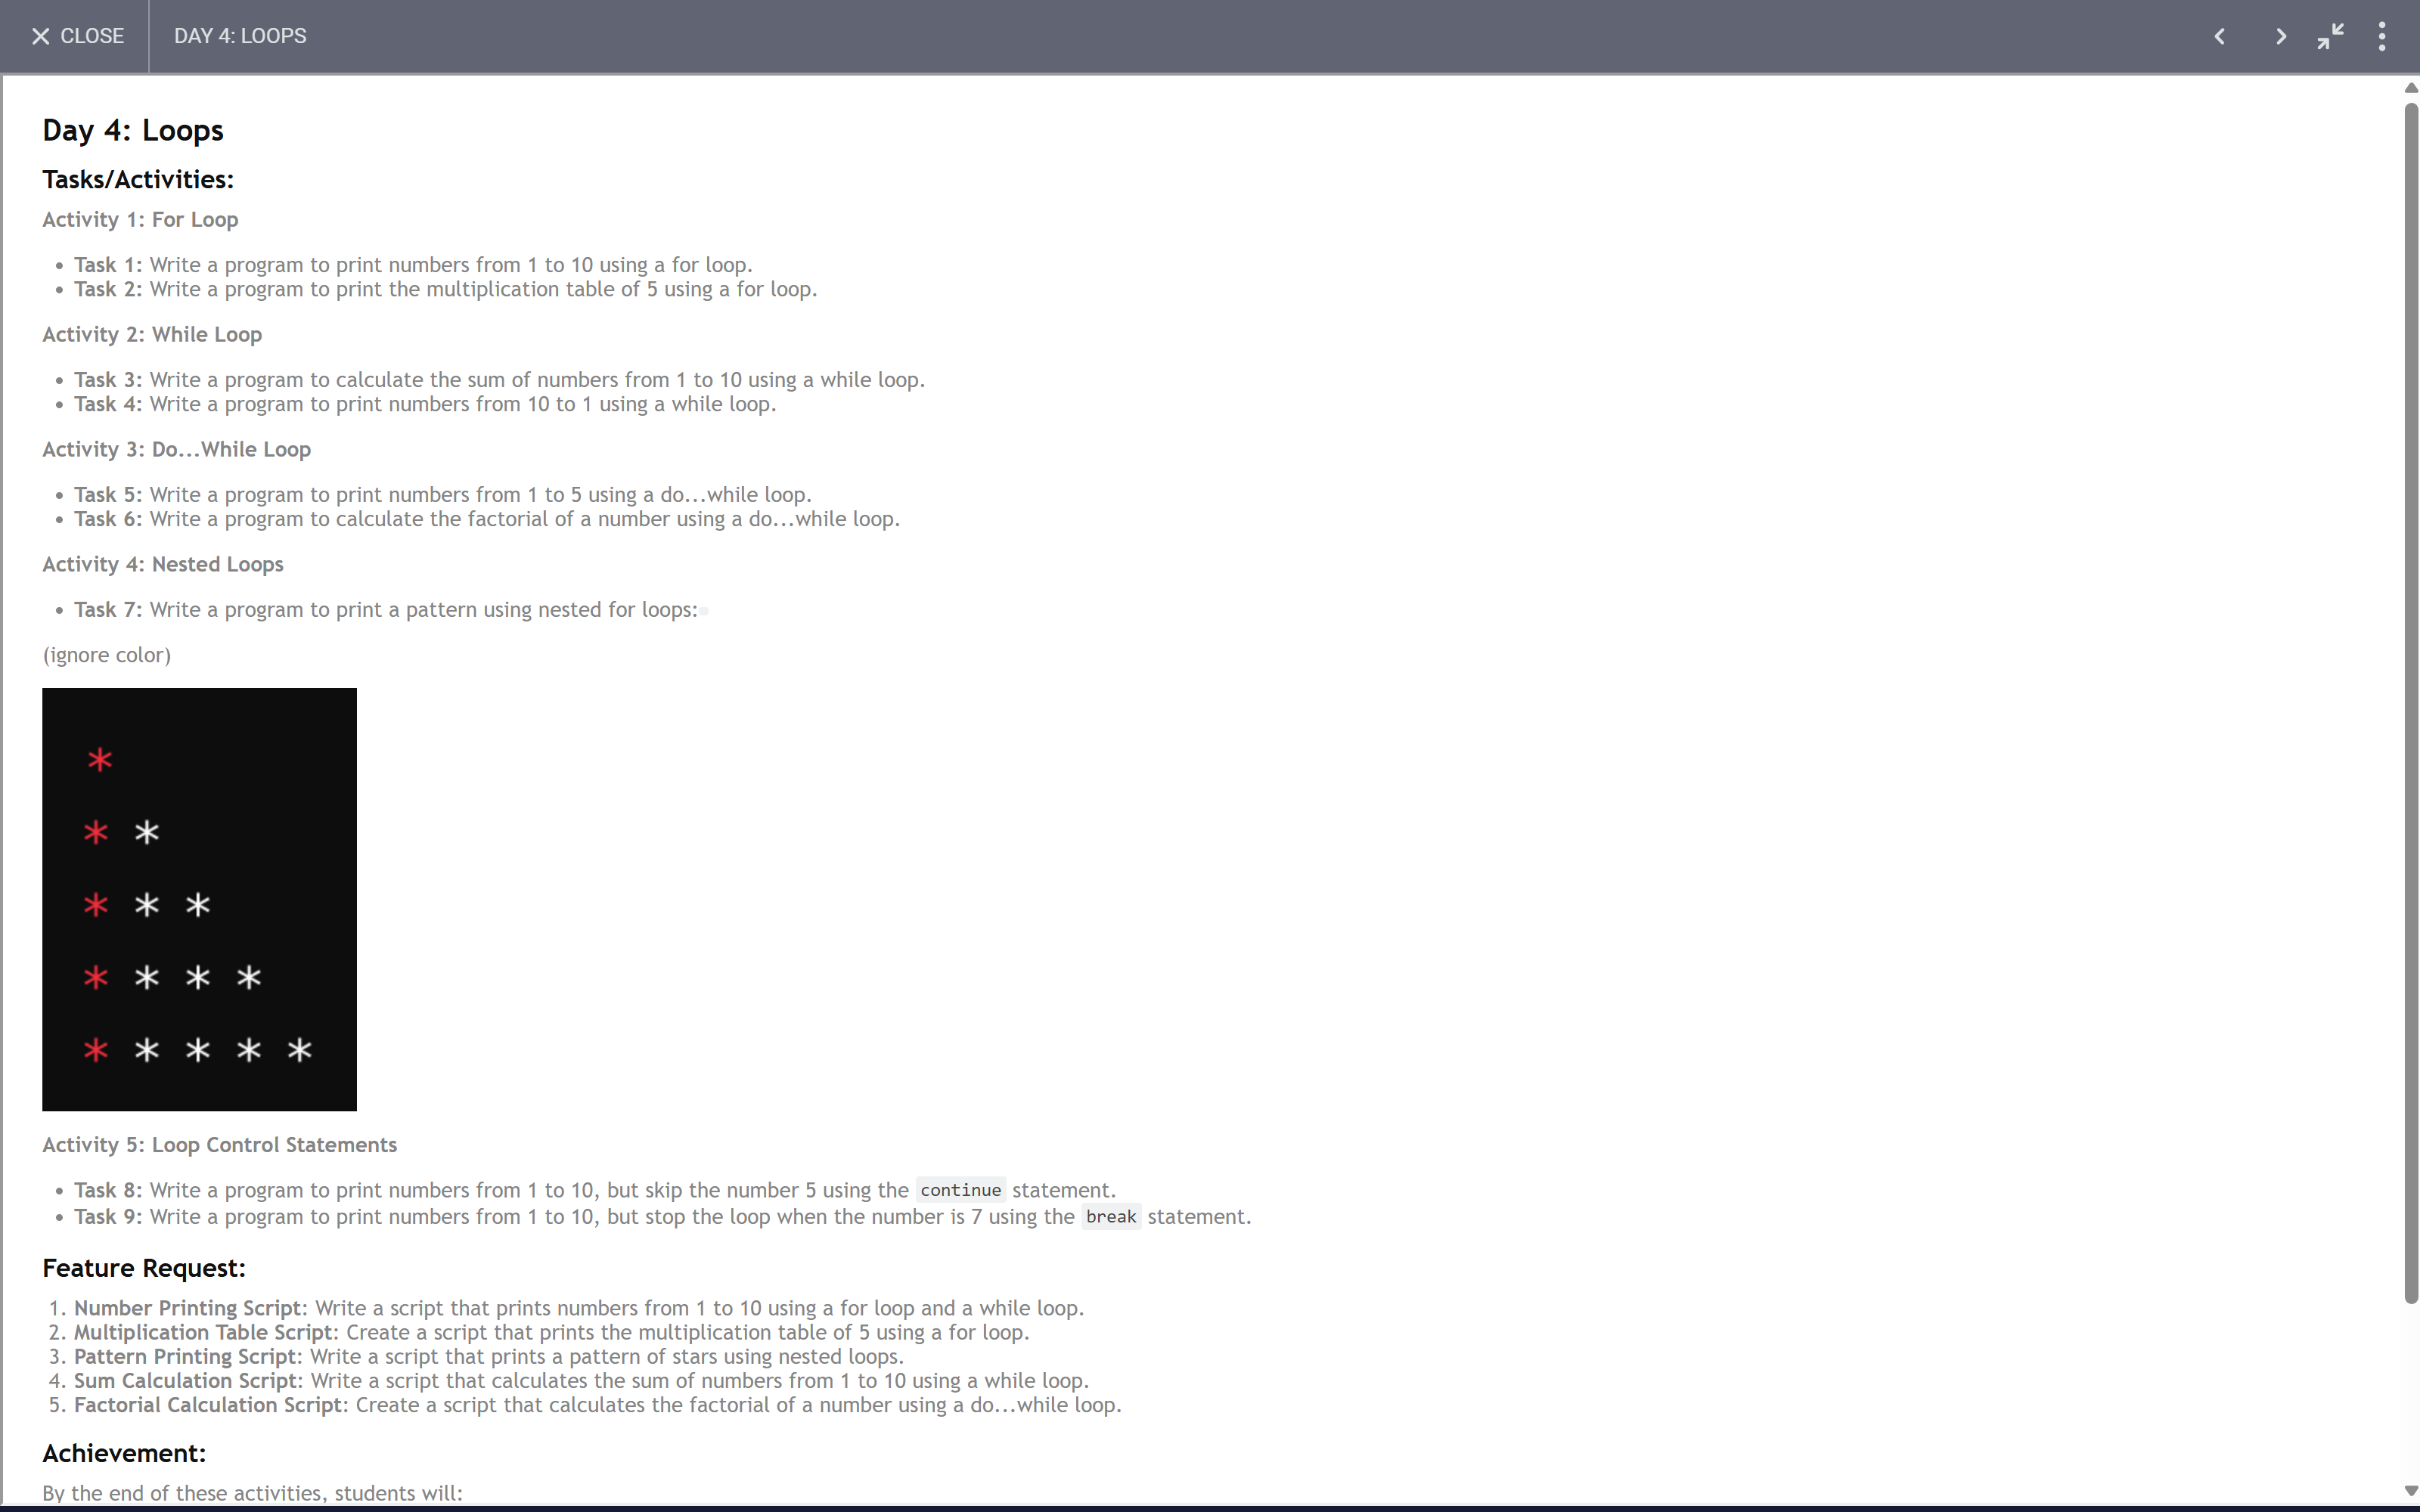 CLOSE DAY 4: LOOPS
Day 4: Loops
Tasks/Activities:
Activity 1: For Loop
• Task 1: Write a program to print numbers from 1 to 10 using a for loop.
• Task 2: Write a program to print the multiplication table of 5 using a for loop.
Activity 2: While Loop
• Task 3: Write a program to calculate the sum of numbers from 1 to 10 using a while loop.
• Task 4: Write a program to print numbers from 10 to 1 using a while loop.
Activity 3: Do...While Loop
• Task 5: Write a program to print numbers from 1 to 5 using a do...while loop.
• Task 6: Write a program to calculate the factorial of a number using a do...while loop.
Activity 4: Nested Loops
• Task 7: Write a program to print a pattern using nested for loops:
(ignore color)
*
* *
* * *
* * * *
* * * * *
Activity 5: Loop Control Statements
• Task 8: Write a program to print numbers from 1 to 10, but skip the number 5 using the continue statement.
• Task 9: Write a program to print numbers from 1 to 10, but stop the loop when the number is 7 using the break statement.
Feature Request:
1. Number Printing Script: Write a script that prints numbers from 1 to 10 using a for loop and a while loop.
2. Multiplication Table Script: Create a script that prints the multiplication table of 5 using a for loop.
3. Pattern Printing Script: Write a script that prints a pattern of stars using nested loops.
4. Sum Calculation Script: Write a script that calculates the sum of numbers from 1 to 10 using a while loop.
5. Factorial Calculation Script: Create a script that calculates the factorial of a number using a do...while loop.
Achievement:
By the end of these activities, students will: